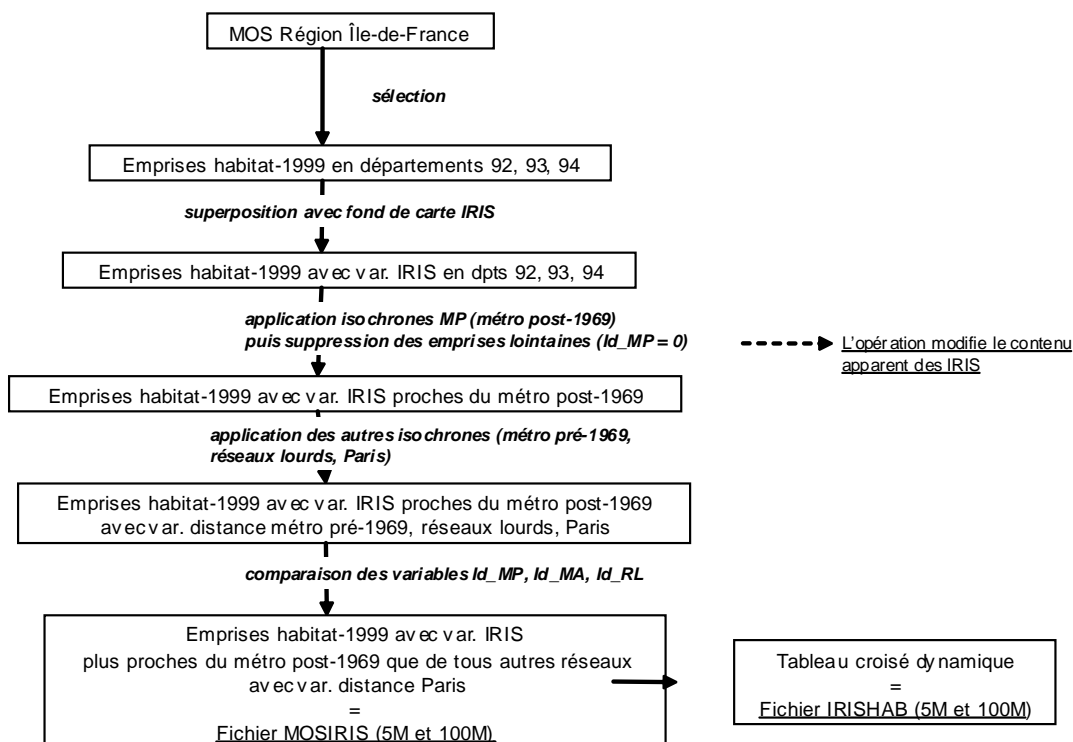 MOS Région Île-de-France
sélection
Emprises habitat-1999 en départements 92, 93, 94
superposition avec fond de carte IRIS
Emprises habitat-1999 avec var. IRIS en dpts 92, 93, 94
application isochrones MP (métro post-1969)
puis suppression des emprises lointaines (Id_MP = 0)
L'opération modifie le contenu
apparent des IRIS
Emprises habitat-1999 avec var. IRIS proches du métro post-1969
application des autres isochrones (métro pré-1969,
réseaux lourds, Paris)
Emprises habitat-1999 avec var. IRIS proches du métro post-1969
avec var. distance métro pré-1969, réseaux lourds, Paris
comparaison des variables Id_MP, Id_MA, Id_RL
Emprises habitat-1999 avec var. IRIS
plus proches du métro post-1969 que de tous autres réseaux
avec var. distance Paris
=
Fichier MOSIRIS (5M et 100M)
Tableau croisé dynamique
=
Fichier IRISHAB (5M et 100M)